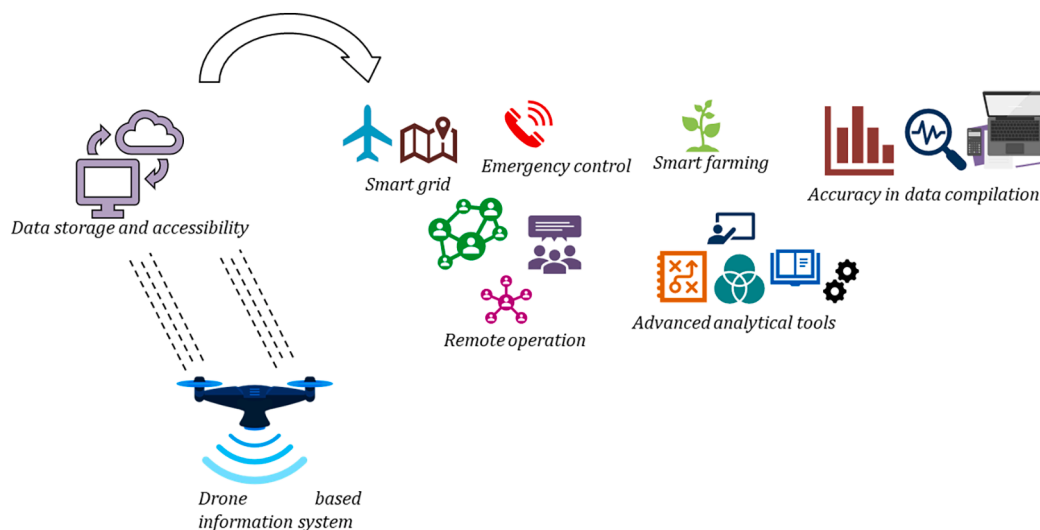 Data storage and accessibility
Smart grid
Emergency control
Smart farming
Accuracy in data compilation
Remote operation
Advanced analytical tools
Drone based
information system